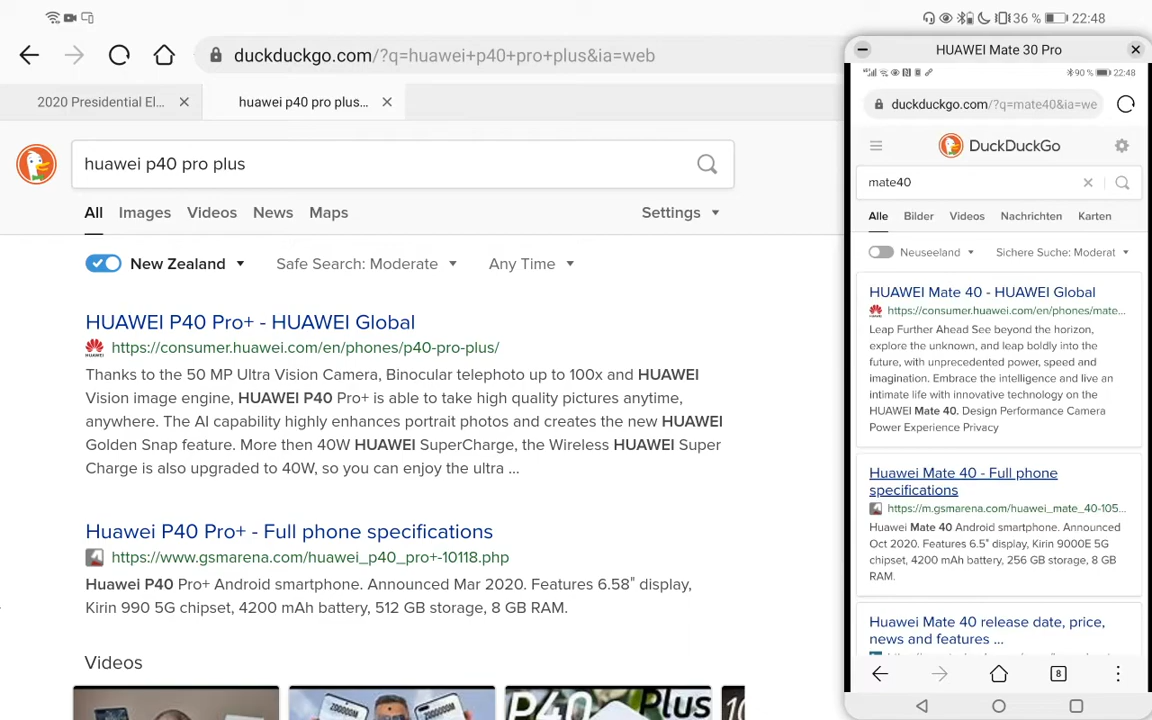 36 % 22:48
duckduckgo.com/?q=huawei+p40+pro+plus&ia=web
2020 Presidential El...
huawei p40 pro plus...
huawei p40 pro plus
All Images Videos News Maps Settings
New Zealand Safe Search: Moderate Any Time
HUAWEI P40 Pro+ - HUAWEI Global
HUAWEI
https://consumer.huawei.com/en/phones/p40-pro-plus/
Thanks to the 50 MP Ultra Vision Camera, Binocular telephoto up to 100x and HUAWEI
Vision image engine, HUAWEI P40 Pro+ is able to take high quality pictures anytime,
anywhere. The AI capability highly enhances portrait photos and creates the new HUAWEI
Golden Snap feature. More then 40W HUAWEI SuperCharge, the Wireless HUAWEI Super
Charge is also upgraded to 40W, so you can enjoy the ultra ...
Huawei P40 Pro+ - Full phone specifications
https://www.gsmarena.com/huawei_p40_pro+-10118.php
Huawei P40 Pro+ Android smartphone. Announced Mar 2020. Features 6.58″ display,
Kirin 990 5G chipset, 4200 mAh battery, 512 GB storage, 8 GB RAM.
Videos
P40 Plus
HUAWEI Mate 30 Pro
90 % 22:48
duckduckgo.com/?q=mate40&ia=we
DuckDuckGo
mate40
Alle Bilder Videos Nachrichten Karten
Neuseeland Sichere Suche: Moderat
HUAWEI Mate 40 - HUAWEI Global
https://consumer.huawei.com/en/phones/mate...
Leap Further Ahead See beyond the horizon,
explore the unknown, and leap boldly into the
future, with unprecedented power, speed and
imagination. Embrace the intelligence and live an
intimate life with innovative technology on the
HUAWEI Mate 40. Design Performance Camera
Power Experience Privacy
Huawei Mate 40 - Full phone
specifications
https://m.gsmarena.com/huawei_mate_40-105...
Huawei Mate 40 Android smartphone. Announced
Oct 2020. Features 6.5″ display, Kirin 9000E 5G
chipset, 4200 mAh battery, 256 GB storage, 8 GB
RAM.
Huawei Mate 40 release date, price,
news and features ...
8